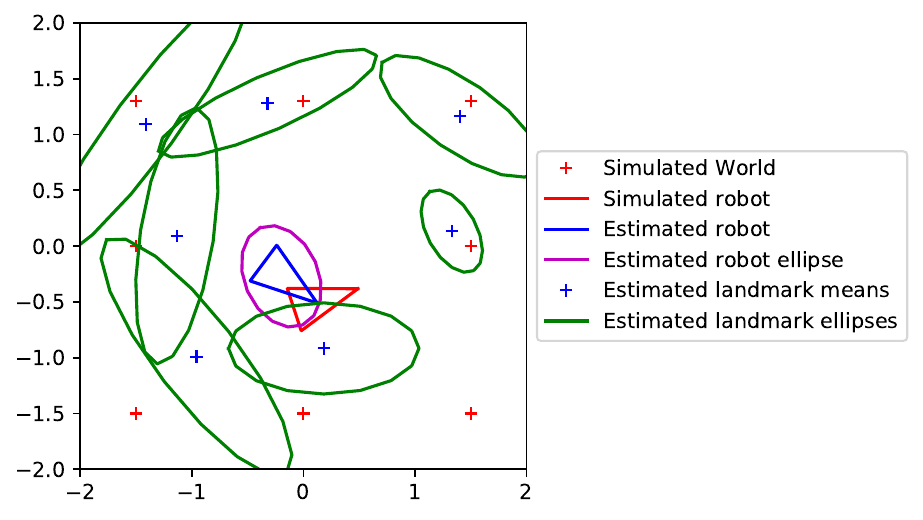 2.0
1.5
1.0
0.5
0.0
−0.5
−1.0
−1.5
−2.0
−2 −1 0 1 2
Simulated World
Simulated robot
Estimated robot
Estimated robot ellipse
Estimated landmark means
Estimated landmark ellipses